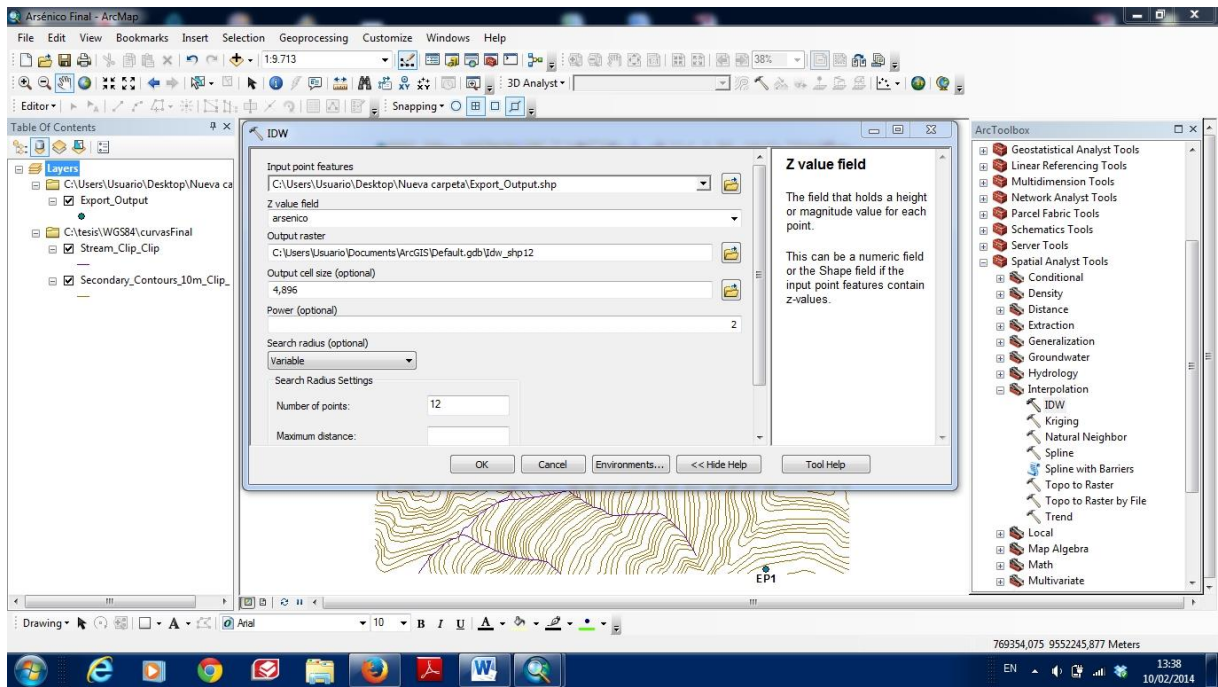 Arsénico Final - ArcMap
File Edit View Bookmarks Insert Selection Geoprocessing Customize Windows Help
1:9.713
38%
3D Analyst
Editor
Snapping
Table Of Contents
Layers
C:\Users\Usuario\Desktop\Nueva ca
Export_Output
C:\tesis\WGS84\curvasFinal
Stream_Clip_Clip
Secondary_Contours_10m_Clip_
IDW
Input point features
C:\Users\Usuario\Desktop\Nueva carpeta\Export_Output.shp
Z value field
arsenico
Output raster
C:\Users\Usuario\Documents\ArcGIS\Default.gdb\Idw_shp12
Output cell size (optional)
4,896
Power (optional)
2
Search radius (optional)
Variable
Search Radius Settings
Number of points:
12
Maximum distance:
OK Cancel Environments... << Hide Help Tool Help
Z value field
The field that holds a height
or magnitude value for each
point.
This can be a numeric field
or the Shape field if the
input point features contain
z-values.
EP1
ArcToolbox
Geostatistical Analyst Tools
Linear Referencing Tools
Multidimension Tools
Network Analyst Tools
Parcel Fabric Tools
Schematics Tools
Server Tools
Spatial Analyst Tools
Conditional
Density
Distance
Extraction
Generalization
Groundwater
Hydrology
Interpolation
IDW
Kriging
Natural Neighbor
Spline
Spline with Barriers
Topo to Raster
Topo to Raster by File
Trend
Local
Map Algebra
Math
Multivariate
Drawing
A
Arial
10
B I U A
769354,075 9552245,877 Meters
EN
13:38
10/02/2014